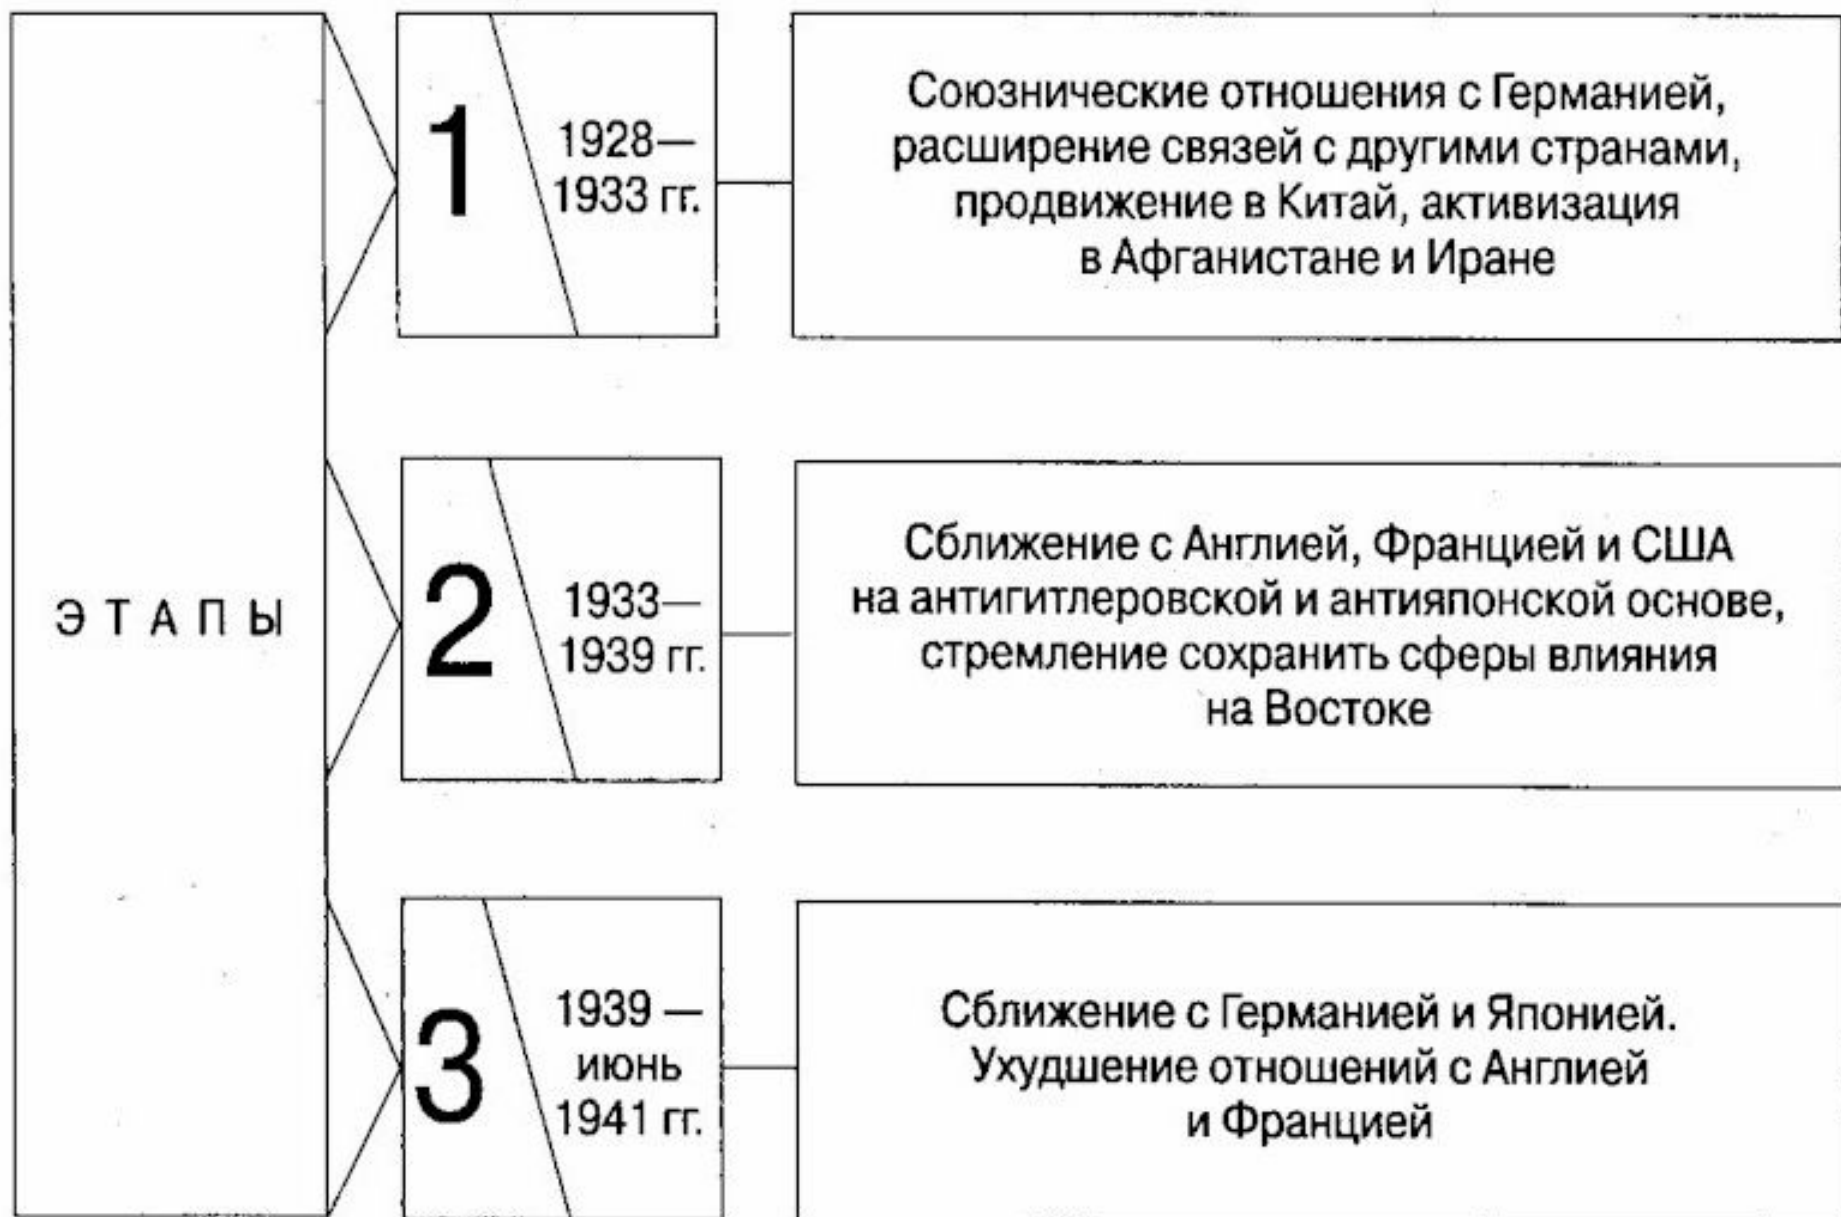 ЭТАПЫ
1
1928—
1933 гг.
Союзнические отношения с Германией,
расширение связей с другими странами,
продвижение в Китай, активизация
в Афганистане и Иране
2
1933—
1939 гг.
Сближение с Англией, Францией и США
на антигитлеровской и антияпонской основе,
стремление сохранить сферы влияния
на Востоке
3
1939 —
июнь
1941 гг.
Сближение с Германией и Японией.
Ухудшение отношений с Англией
и Францией